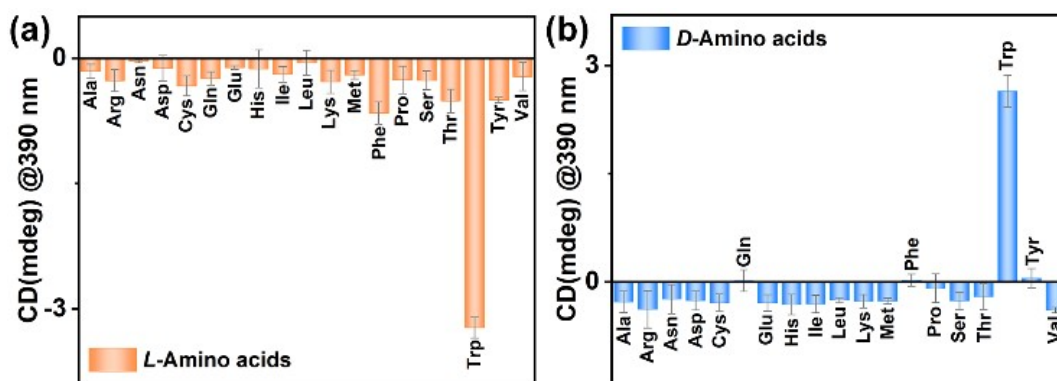 (a)
CD(mdeg) @390 nm
0
-3
Ala
Arg
Asn
Asp
Cys
Gln
Glu
His
Ile
Leu
Lys
Met
Phe
Pro
Ser
Thr
Trp
Tyr
Val
L-Amino acids
(b)
CD(mdeg) @390 nm
3
0
D-Amino acids
Ala
Arg
Asn
Asp
Cys
Gln
Glu
His
Ile
Leu
Lys
Met
Phe
Pro
Ser
Thr
Trp
Tyr
Val